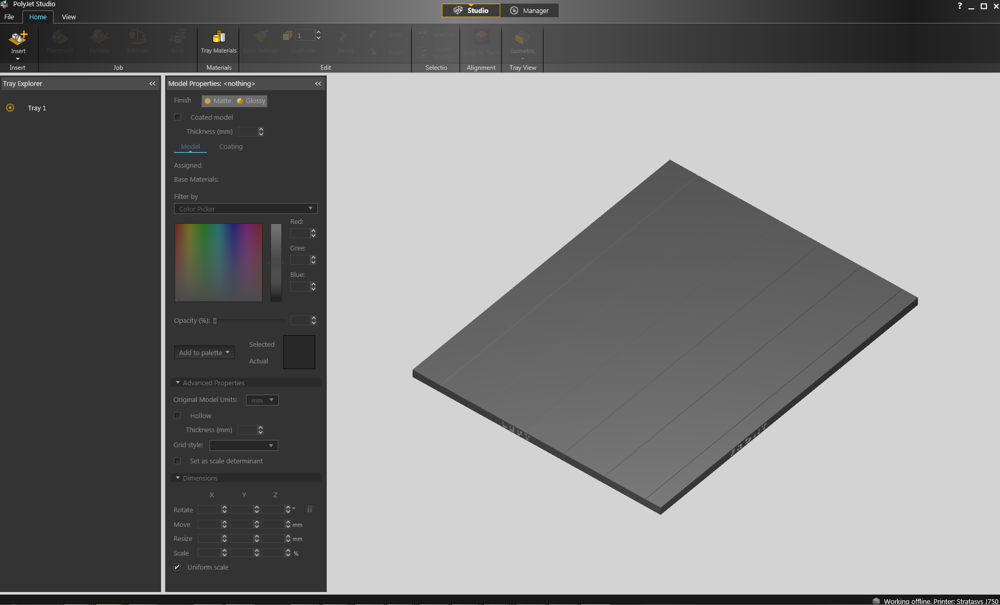 PolyJet Studio
Studio
Manager
?
File
Home
View
Insert
Placement
Validate
Estimate
Build
Tray Materials
Copy Settings
1
Duplicate
Delete
Undo
Redo
Select All
Invert Selection
Align to Plane
Isometric
Insert
Job
Materials
Edit
Selectio
Alignment
Tray View
Tray Explorer <<
Tray 1
Model Properties: <nothing> <<
Finish
Matte
Glossy
Coated model
Thickness (mm)
Model
Coating
Assigned:
Base Materials:
Filter by
Color Picker
Red:
Gree:
Blue:
Opacity (%):
Add to palette
Selected
Actual
Advanced Properties
Original Model Units: mm
Hollow
Thickness (mm)
Grid style:
Set as scale determinant
Dimensions
X Y Z
Rotate °
Move mm
Resize mm
Scale %
Uniform scale
Working offline. Printer: Stratasys J750